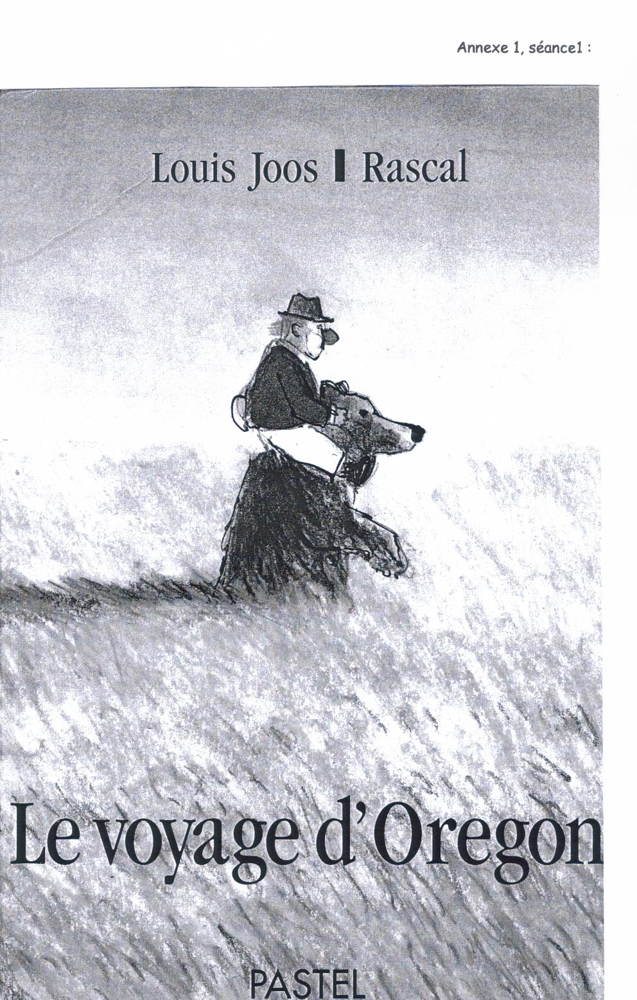 Annexe 1, séance1 :
Louis Joos Rascal
Le voyage d'Oregon
PASTEL